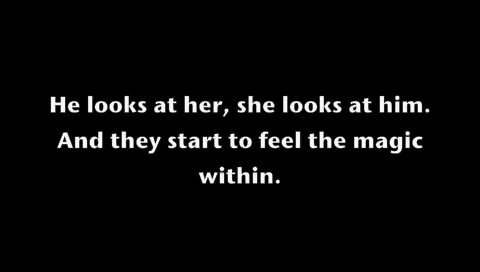 He looks at her, she looks at him.
And they start to feel the magic
within.